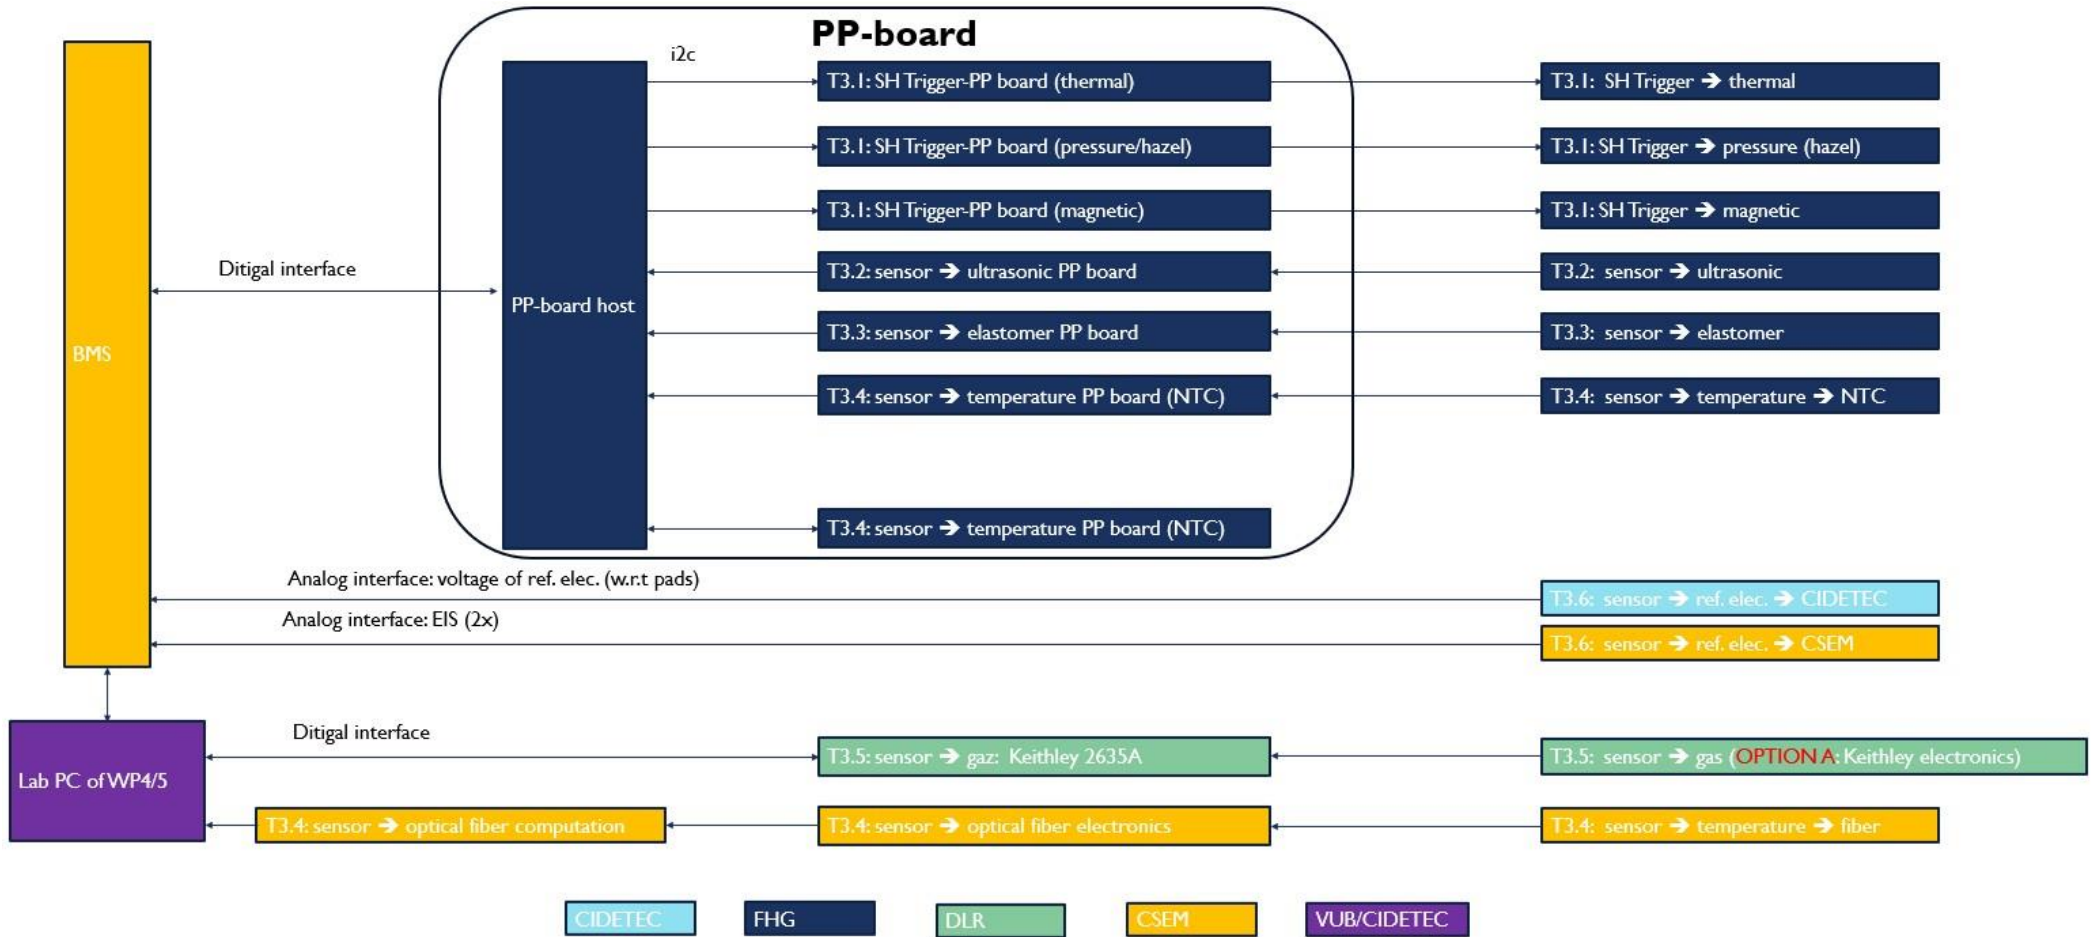 PP-board
i2c
T3.1: SH Trigger-PP board (thermal)
T3.1: SH Trigger ➔ thermal
T3.1: SH Trigger-PP board (pressure/hazel)
T3.1: SH Trigger ➔ pressure (hazel)
T3.1: SH Trigger-PP board (magnetic)
T3.1: SH Trigger ➔ magnetic
Ditigal interface
T3.2: sensor ➔ ultrasonic PP board
T3.2: sensor ➔ ultrasonic
PP-board host
T3.3: sensor ➔ elastomer PP board
T3.3: sensor ➔ elastomer
BMS
T3.4: sensor ➔ temperature PP board (NTC)
T3.4: sensor ➔ temperature ➔ NTC
T3.4: sensor ➔ temperature PP board (NTC)
Analog interface: voltage of ref. elec. (w.r.t pads)
T3.6: sensor ➔ ref. elec. ➔ CIDETEC
Analog interface: EIS (2x)
T3.6: sensor ➔ ref. elec. ➔ CSEM
Ditigal interface
T3.5: sensor ➔ gaz: Keithley 2635A
T3.5: sensor ➔ gas (OPTION A: Keithley electronics)
Lab PC of WP4/5
T3.4: sensor ➔ optical fiber computation
T3.4: sensor ➔ optical fiber electronics
T3.4: sensor ➔ temperature ➔ fiber
CIDETEC
FHG
DLR
CSEM
VUB/CIDETEC